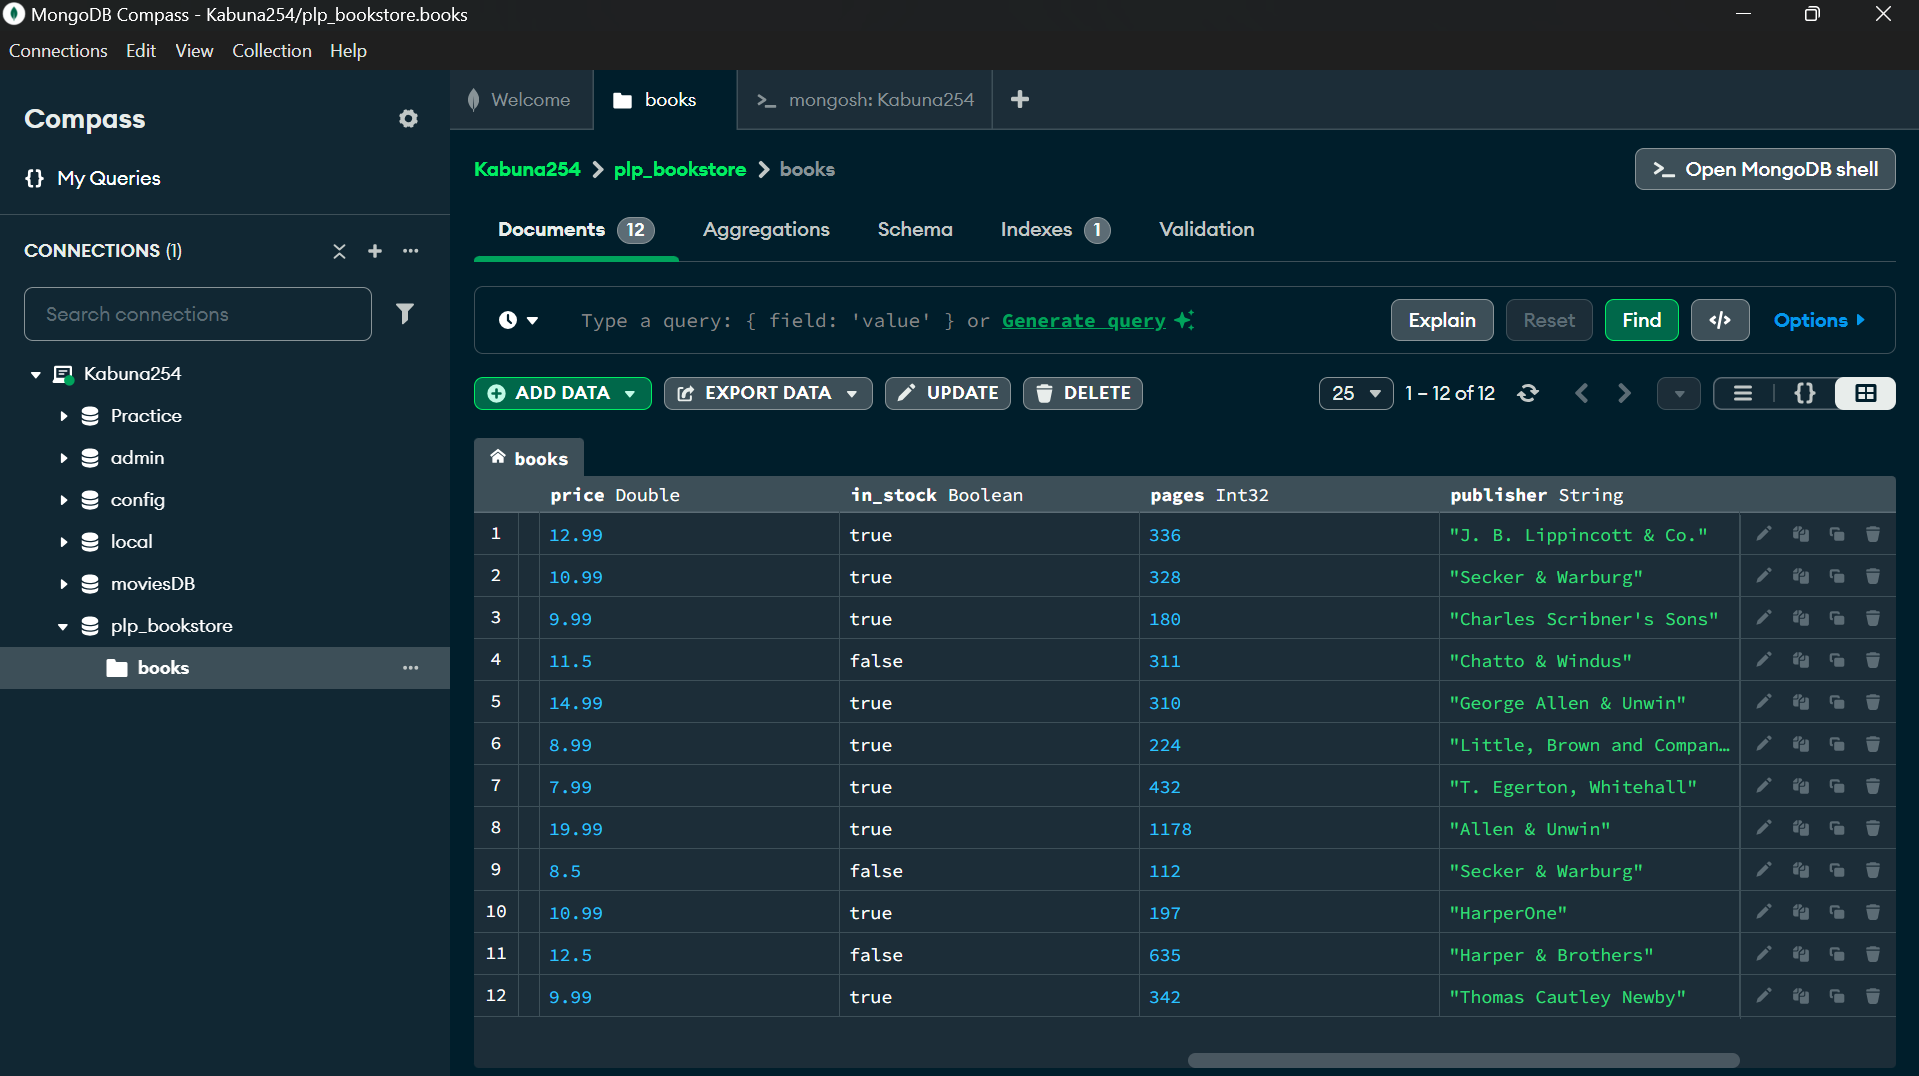 MongoDB Compass - Kabuna254/plp_bookstore.books
Connections Edit View Collection Help
Compass
{} My Queries
CONNECTIONS (1)
Search connections
Kabuna254
Practice
admin
config
local
moviesDB
plp_bookstore
books
Welcome books >_ mongosh: Kabuna254
Kabuna254 > plp_bookstore > books
>_ Open MongoDB shell
Documents 12 Aggregations Schema Indexes 1 Validation
Type a query: { field: 'value' } or Generate query
Explain Reset Find </> Options
ADD DATA EXPORT DATA UPDATE DELETE
25 1 – 12 of 12 {}
books
price Double in_stock Boolean pages Int32 publisher String
1 12.99 true 336 "J. B. Lippincott & Co."
2 10.99 true 328 "Secker & Warburg"
3 9.99 true 180 "Charles Scribner's Sons"
4 11.5 false 311 "Chatto & Windus"
5 14.99 true 310 "George Allen & Unwin"
6 8.99 true 224 "Little, Brown and Compan…
7 7.99 true 432 "T. Egerton, Whitehall"
8 19.99 true 1178 "Allen & Unwin"
9 8.5 false 112 "Secker & Warburg"
10 10.99 true 197 "HarperOne"
11 12.5 false 635 "Harper & Brothers"
12 9.99 true 342 "Thomas Cautley Newby"